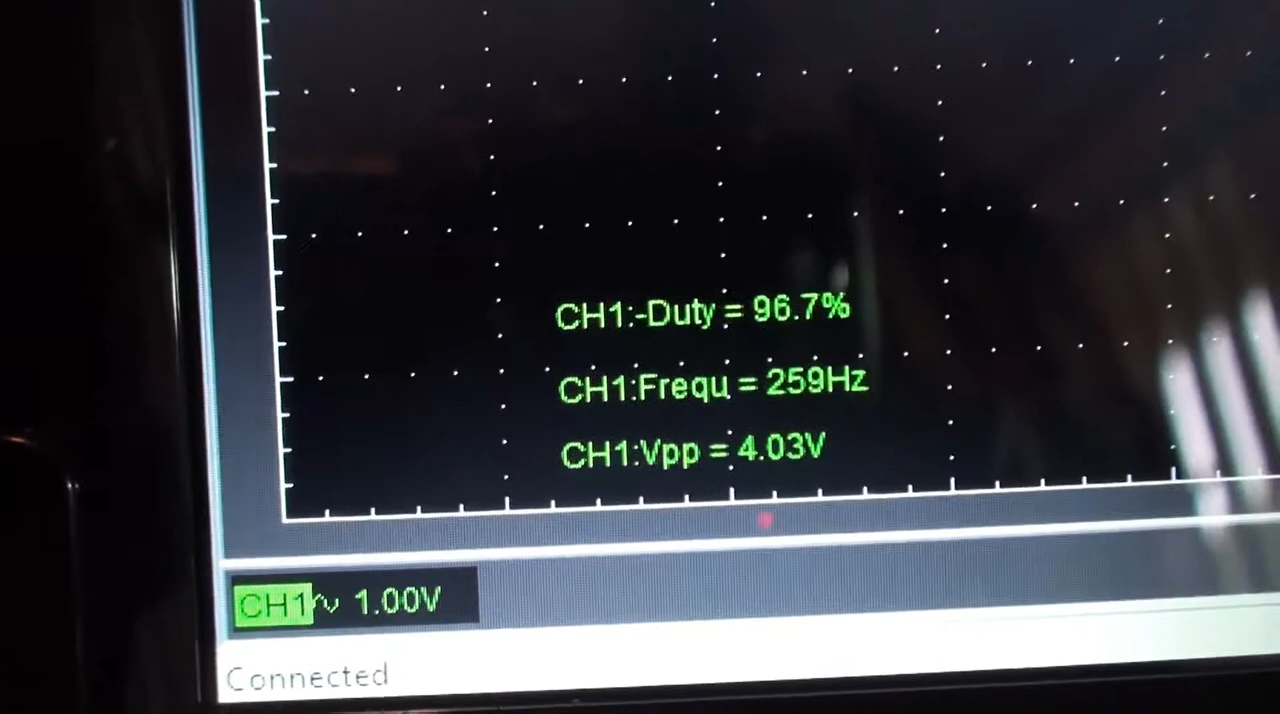 CH1:-Duty = 96.7%
CH1:Frequ = 259Hz
CH1:Vpp = 4.03V
CH1∿ 1.00V
Connected